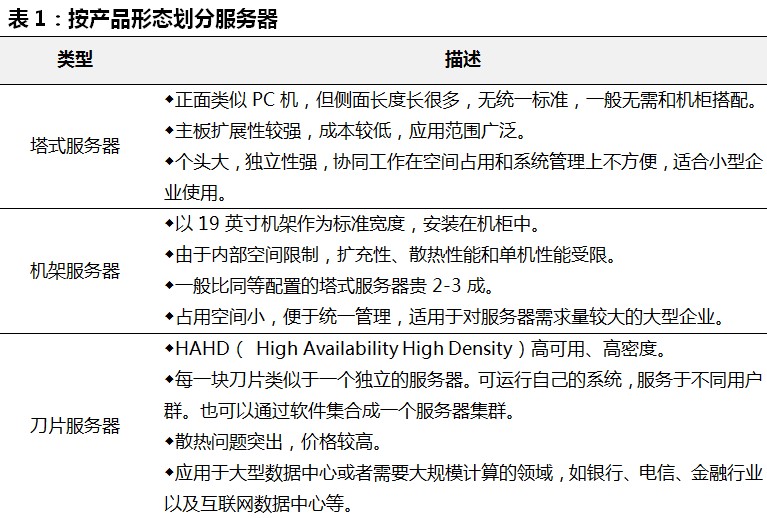 表 1：按产品形态划分服务器
类型 描述
◆正面类似 PC 机，但侧面长度长很多，无统一标准，一般无需和机柜搭配。
◆主板扩展性较强，成本较低，应用范围广泛。
塔式服务器
◆个头大，独立性强，协同工作在空间占用和系统管理上不方便，适合小型企
业使用。
◆以 19 英寸机架作为标准宽度，安装在机柜中。
◆由于内部空间限制，扩充性、散热性能和单机性能受限。
机架服务器
◆一般比同等配置的塔式服务器贵 2-3 成。
◆占用空间小，便于统一管理，适用于对服务器需求量较大的大型企业。
◆HAHD（ High Availability High Density）高可用、高密度。
◆每一块刀片类似于一个独立的服务器。可运行自己的系统，服务于不同用户
群。也可以通过软件集合成一个服务器集群。
刀片服务器
◆散热问题突出，价格较高。
◆应用于大型数据中心或者需要大规模计算的领域，如银行、电信、金融行业
以及互联网数据中心等。